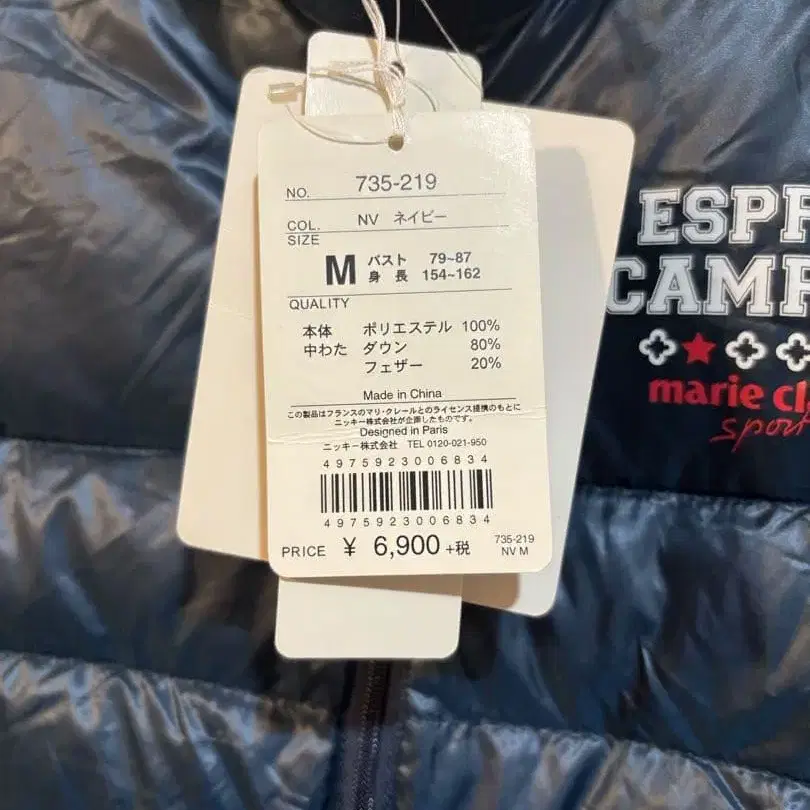 NO. 735-219
COL. NV ネイビー
SIZE
M バスト 79~87
身長 154~162
QUALITY
本体 ポリエステル 100%
中わた ダウン 80%
フェザー 20%
Made in China
この製品はフランスのマリ・クレールとのライセンス提携のもとに
ニッキー株式会社が企画したものです。
Designed in Paris
ニッキー株式会社 TEL 0120-021-950
4975923006834
4975923006834
PRICE ¥ 6,900 +税
735-219
NV M
ESPR
CAMP
marie cl
sport